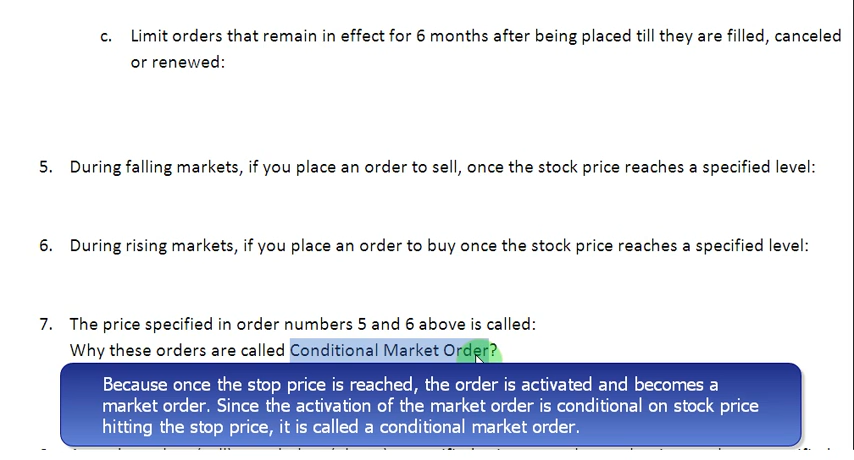 c. Limit orders that remain in effect for 6 months after being placed till they are filled, canceled
or renewed:
5. During falling markets, if you place an order to sell, once the stock price reaches a specified level:
6. During rising markets, if you place an order to buy once the stock price reaches a specified level:
7. The price specified in order numbers 5 and 6 above is called:
Why these orders are called Conditional Market Order?
Because once the stop price is reached, the order is activated and becomes a
market order. Since the activation of the market order is conditional on stock price
hitting the stop price, it is called a conditional market order.